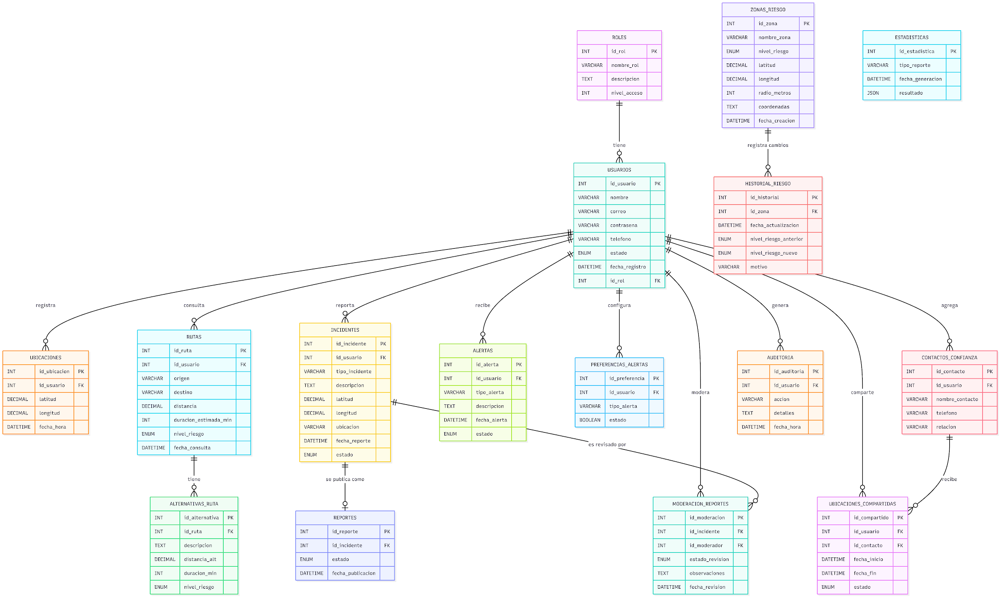 ZONAS_RIESGO
INT id_zona PK
VARCHAR nombre_zona
ENUM nivel_riesgo
DECIMAL latitud
DECIMAL longitud
INT radio_metros
TEXT coordenadas
DATETIME fecha_creacion
ROLES
INT id_rol PK
VARCHAR nombre_rol
TEXT descripcion
INT nivel_acceso
ESTADISTICAS
INT id_estadistica PK
VARCHAR tipo_reporte
DATETIME fecha_generacion
JSON resultado
tiene
registra cambios
USUARIOS
INT id_usuario PK
VARCHAR nombre
VARCHAR correo
VARCHAR contrasena
VARCHAR telefono
ENUM estado
DATETIME fecha_registro
INT id_rol FK
HISTORIAL_RIESGO
INT id_historial PK
INT id_zona FK
DATETIME fecha_actualizacion
ENUM nivel_riesgo_anterior
ENUM nivel_riesgo_nuevo
VARCHAR motivo
registra
consulta
reporta
recibe
configura
genera
agrega
UBICACIONES
INT id_ubicacion PK
INT id_usuario FK
DECIMAL latitud
DECIMAL longitud
DATETIME fecha_hora
RUTAS
INT id_ruta PK
INT id_usuario FK
VARCHAR origen
VARCHAR destino
DECIMAL distancia
INT duracion_estimada_min
ENUM nivel_riesgo
DATETIME fecha_consulta
INCIDENTES
INT id_incidente PK
INT id_usuario FK
VARCHAR tipo_incidente
TEXT descripcion
DECIMAL latitud
DECIMAL longitud
VARCHAR ubicacion
DATETIME fecha_reporte
ENUM estado
ALERTAS
INT id_alerta PK
INT id_usuario FK
VARCHAR tipo_alerta
TEXT descripcion
DATETIME fecha_alerta
ENUM estado
PREFERENCIAS_ALERTAS
INT id_preferencia PK
INT id_usuario FK
VARCHAR tipo_alerta
BOOLEAN estado
modera
AUDITORIA
INT id_auditoria PK
INT id_usuario FK
VARCHAR accion
TEXT detalles
DATETIME fecha_hora
comparte
CONTACTOS_CONFIANZA
INT id_contacto PK
INT id_usuario FK
VARCHAR nombre_contacto
VARCHAR telefono
VARCHAR relacion
es revisado por
tiene
se publica como
recibe
ALTERNATIVAS_RUTA
INT id_alternativa PK
INT id_ruta FK
TEXT descripcion
DECIMAL distancia_alt
INT duracion_min
ENUM nivel_riesgo
REPORTES
INT id_reporte PK
INT id_incidente FK
ENUM estado
DATETIME fecha_publicacion
MODERACION_REPORTES
INT id_moderacion PK
INT id_incidente FK
INT id_moderador FK
ENUM estado_revision
TEXT observaciones
DATETIME fecha_revision
UBICACIONES_COMPARTIDAS
INT id_compartido PK
INT id_usuario FK
INT id_contacto FK
DATETIME fecha_inicio
DATETIME fecha_fin
ENUM estado